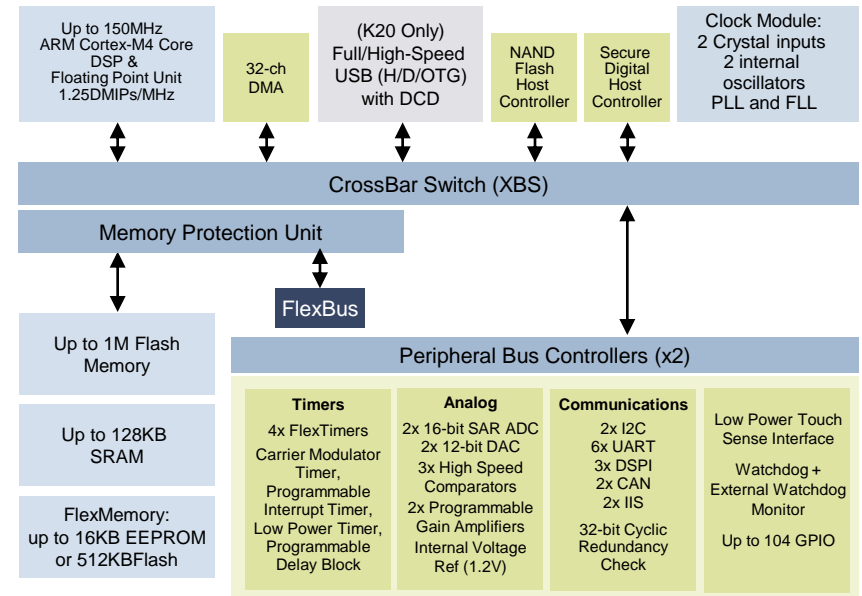 Up to 150MHz
ARM Cortex-M4 Core
DSP &
Floating Point Unit
1.25DMIPs/MHz
32-ch
DMA
(K20 Only)
Full/High-Speed
USB (H/D/OTG)
with DCD
NAND
Flash
Host
Controller
Secure
Digital
Host
Controller
Clock Module:
2 Crystal inputs
2 internal
oscillators
PLL and FLL
CrossBar Switch (XBS)
Memory Protection Unit
FlexBus
Up to 1M Flash
Memory
Up to 128KB
SRAM
FlexMemory:
up to 16KB EEPROM
or 512KBFlash
Peripheral Bus Controllers (x2)
Timers
4x FlexTimers
Carrier Modulator
Timer,
Programmable
Interrupt Timer,
Low Power Timer,
Programmable
Delay Block
Analog
2x 16-bit SAR ADC
2x 12-bit DAC
3x High Speed
Comparators
2x Programmable
Gain Amplifiers
Internal Voltage
Ref (1.2V)
Communications
2x I2C
6x UART
3x DSPI
2x CAN
2x IIS
32-bit Cyclic
Redundancy
Check
Low Power Touch
Sense Interface
Watchdog +
External Watchdog
Monitor
Up to 104 GPIO